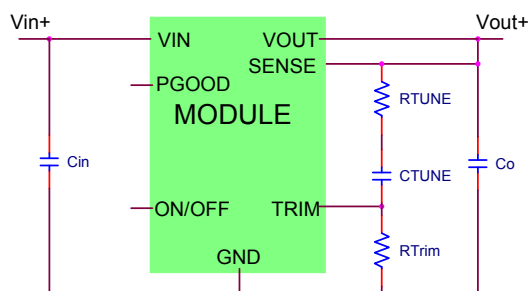 Vin+
Vout+
VIN
VOUT
SENSE
PGOOD
RTUNE
MODULE
Cin
CTUNE
Co
ON/OFF
TRIM
RTrim
GND